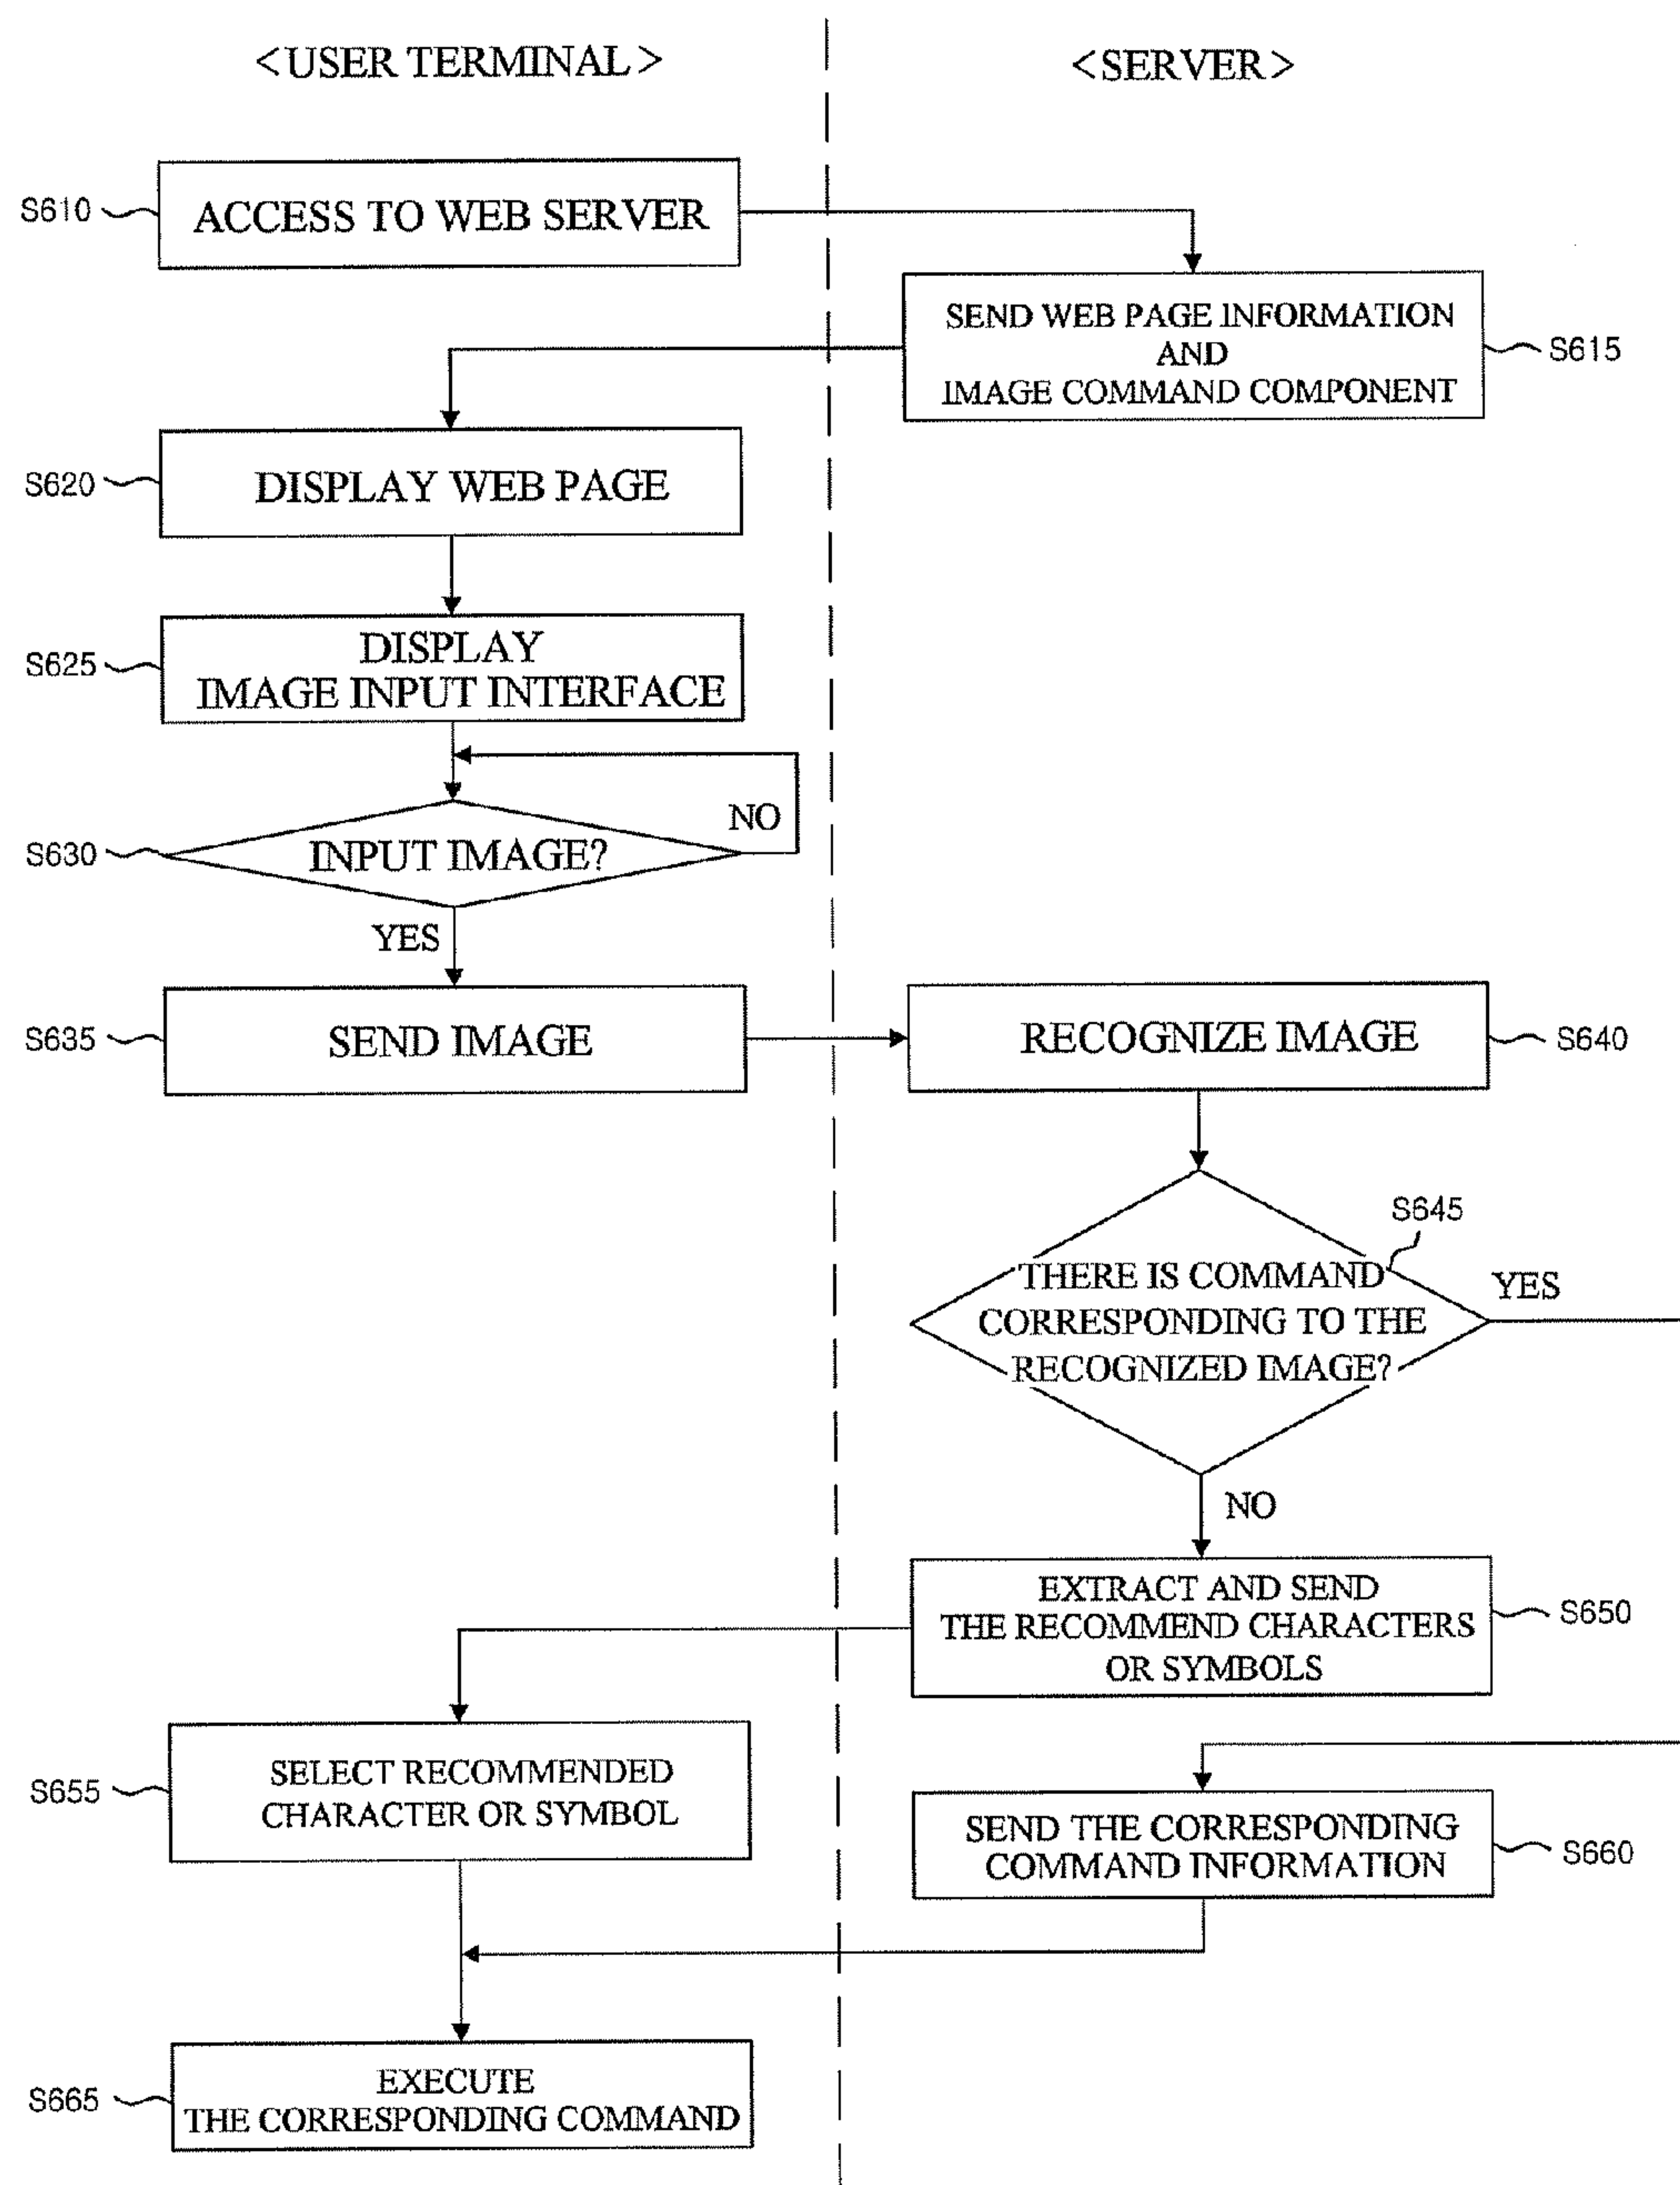 <USER TERMINAL>
<SERVER>
S610
ACCESS TO WEB SERVER
SEND WEB PAGE INFORMATION
AND
IMAGE COMMAND COMPONENT
S615
S620
DISPLAY WEB PAGE
S625
DISPLAY
IMAGE INPUT INTERFACE
NO
S630
INPUT IMAGE?
YES
S635
SEND IMAGE
RECOGNIZE IMAGE
S640
S645
THERE IS COMMAND
CORRESPONDING TO THE
RECOGNIZED IMAGE?
YES
NO
EXTRACT AND SEND
THE RECOMMEND CHARACTERS
OR SYMBOLS
S650
S655
SELECT RECOMMENDED
CHARACTER OR SYMBOL
SEND THE CORRESPONDING
COMMAND INFORMATION
S660
S665
EXECUTE
THE CORRESPONDING COMMAND